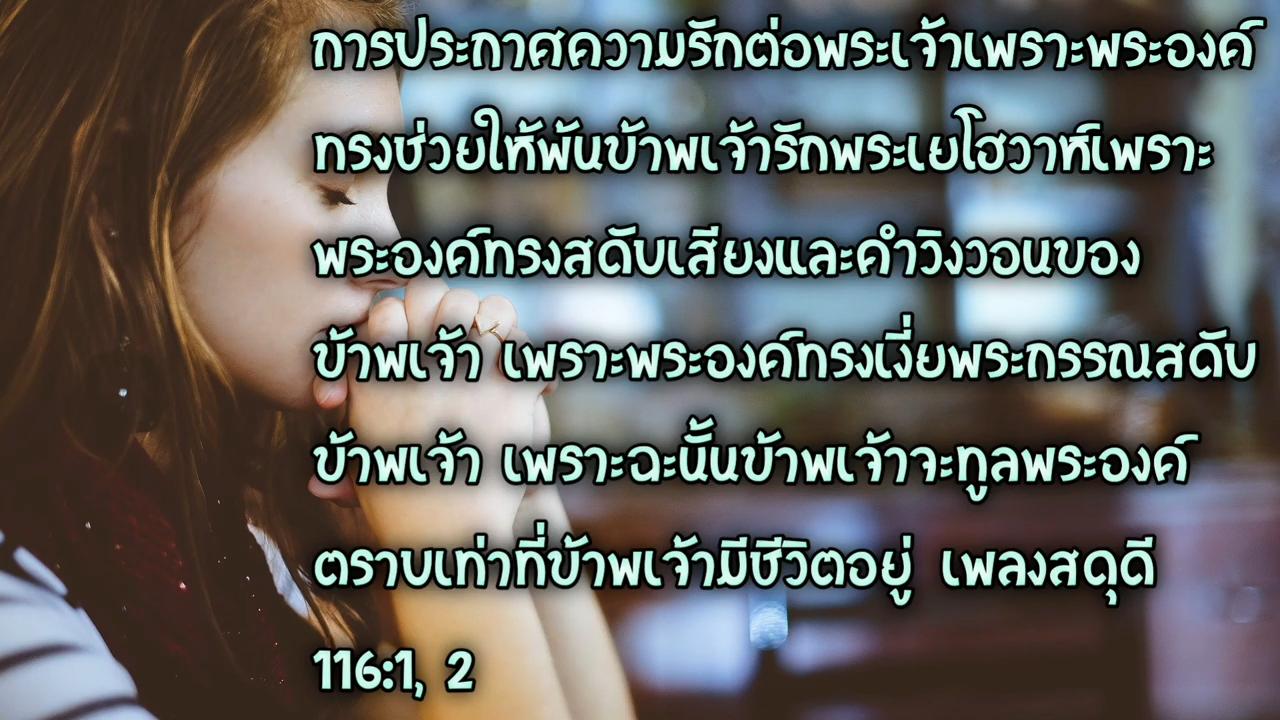 การประกาศความรักต่อพระเจ้าเพราะพระองค์
ทรงช่วยให้พ้นข้าพเจ้ารักพระเยโฮวาห์เพราะ
พระองค์ทรงสดับเสียงและคำวิงวอนของ
ข้าพเจ้า เพราะพระองค์ทรงเงี่ยพระกรรณสดับ
ข้าพเจ้า เพราะฉะนั้นข้าพเจ้าจะทูลพระองค์
ตราบเท่าที่ข้าพเจ้ามีชีวิตอยู่ เพลงสดุดี
116:1, 2